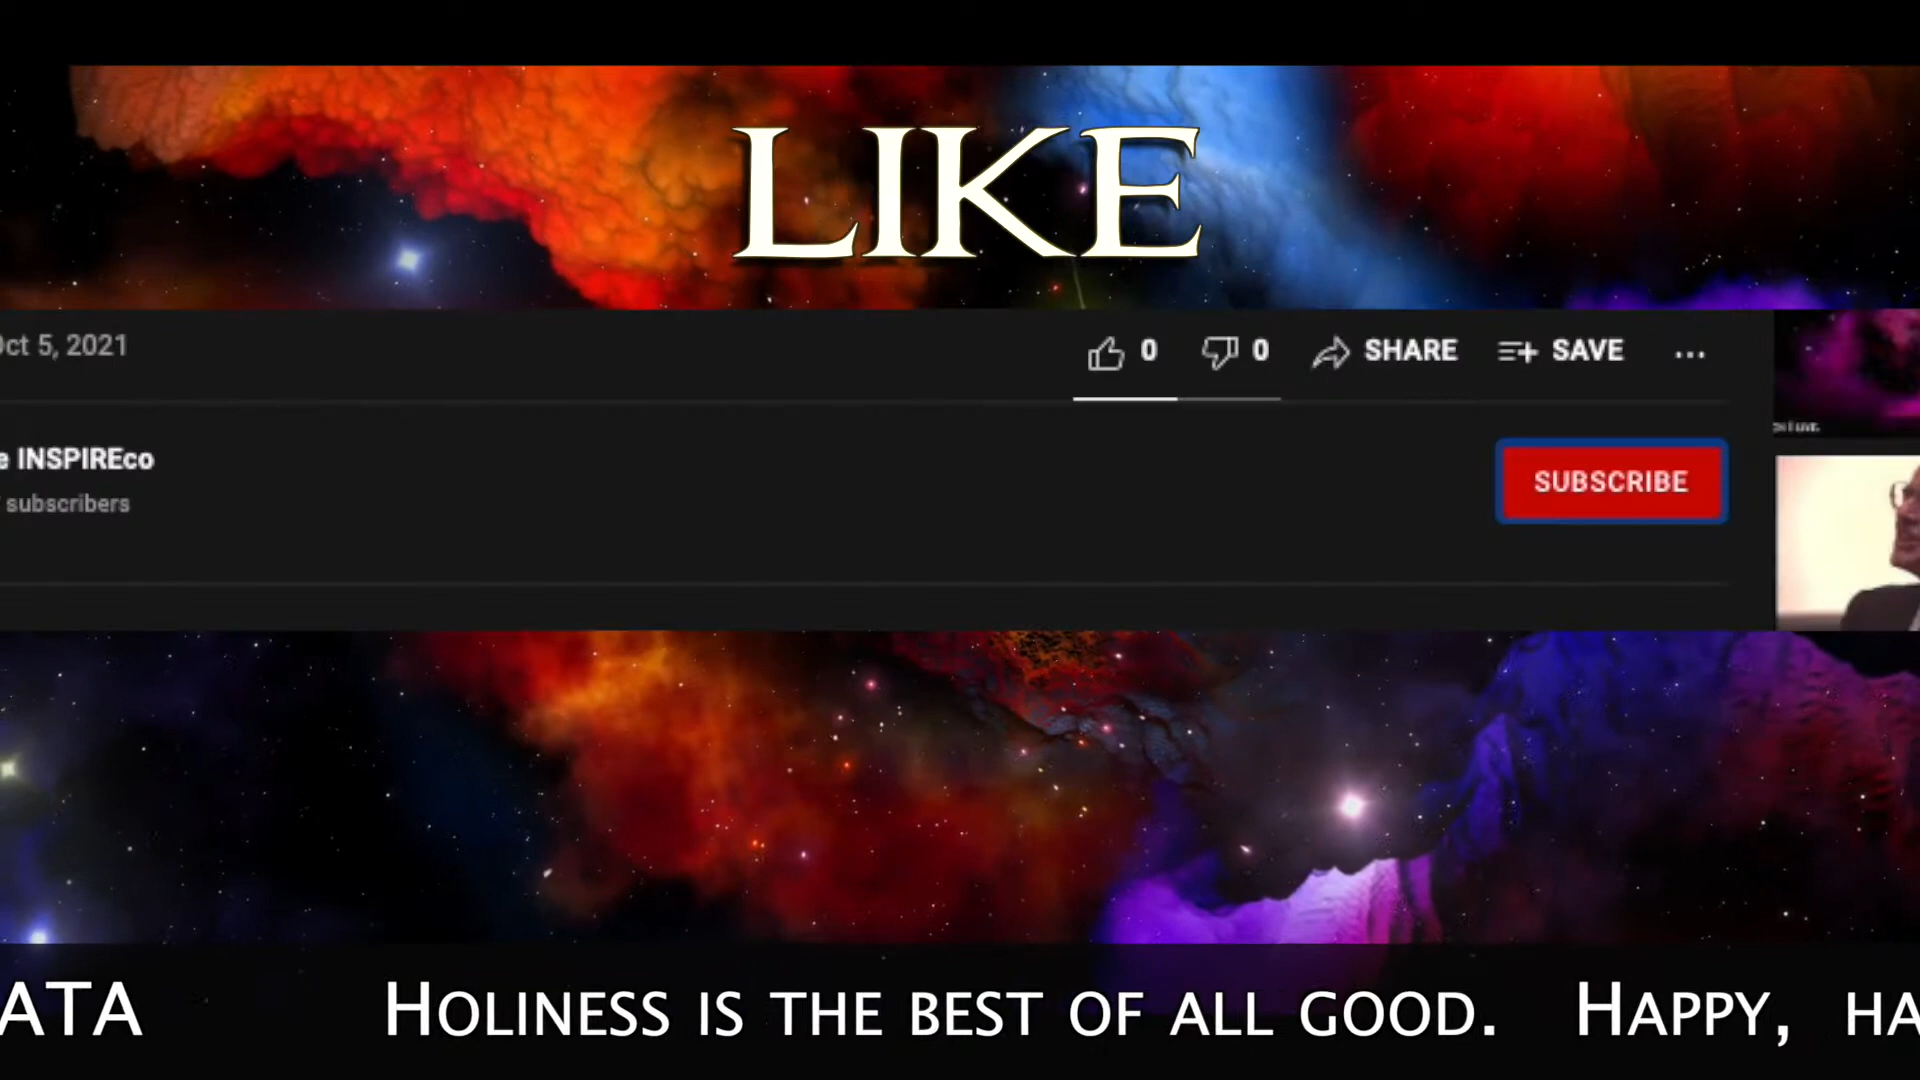 LIKE
ct 5, 2021
0 0 SHARE SAVE ...
e INSPIREco
subscribers
SUBSCRIBE
ATA HOLINESS IS THE BEST OF ALL GOOD. HAPPY, HA